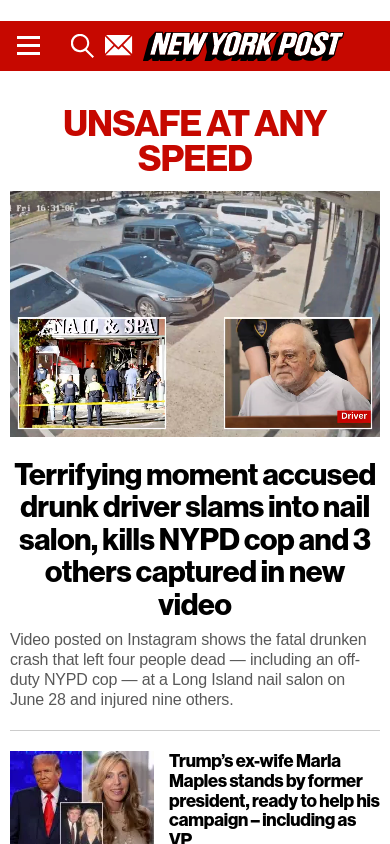 NEW YORK POST
UNSAFE AT ANY
SPEED
Fri 16:31:06
NAIL & SPA
Driver
Terrifying moment accused
drunk driver slams into nail
salon, kills NYPD cop and 3
others captured in new
video
Video posted on Instagram shows the fatal drunken
crash that left four people dead — including an off-
duty NYPD cop — at a Long Island nail salon on
June 28 and injured nine others.
Trump’s ex-wife Marla
Maples stands by former
president, ready to help his
campaign – including as
VP